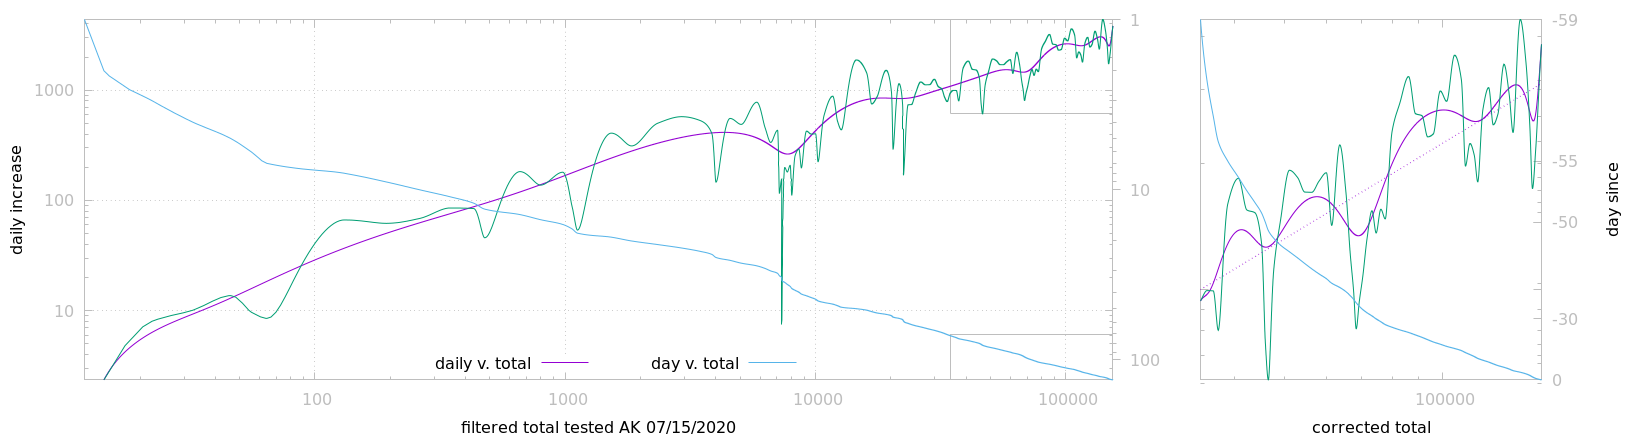 daily increase
1000
100
10
daily v. total
day v. total
100
1000
10000
100000
filtered total tested AK 07/15/2020
1
10
100
100000
corrected total
-59
-55
-50
-30
0
day since